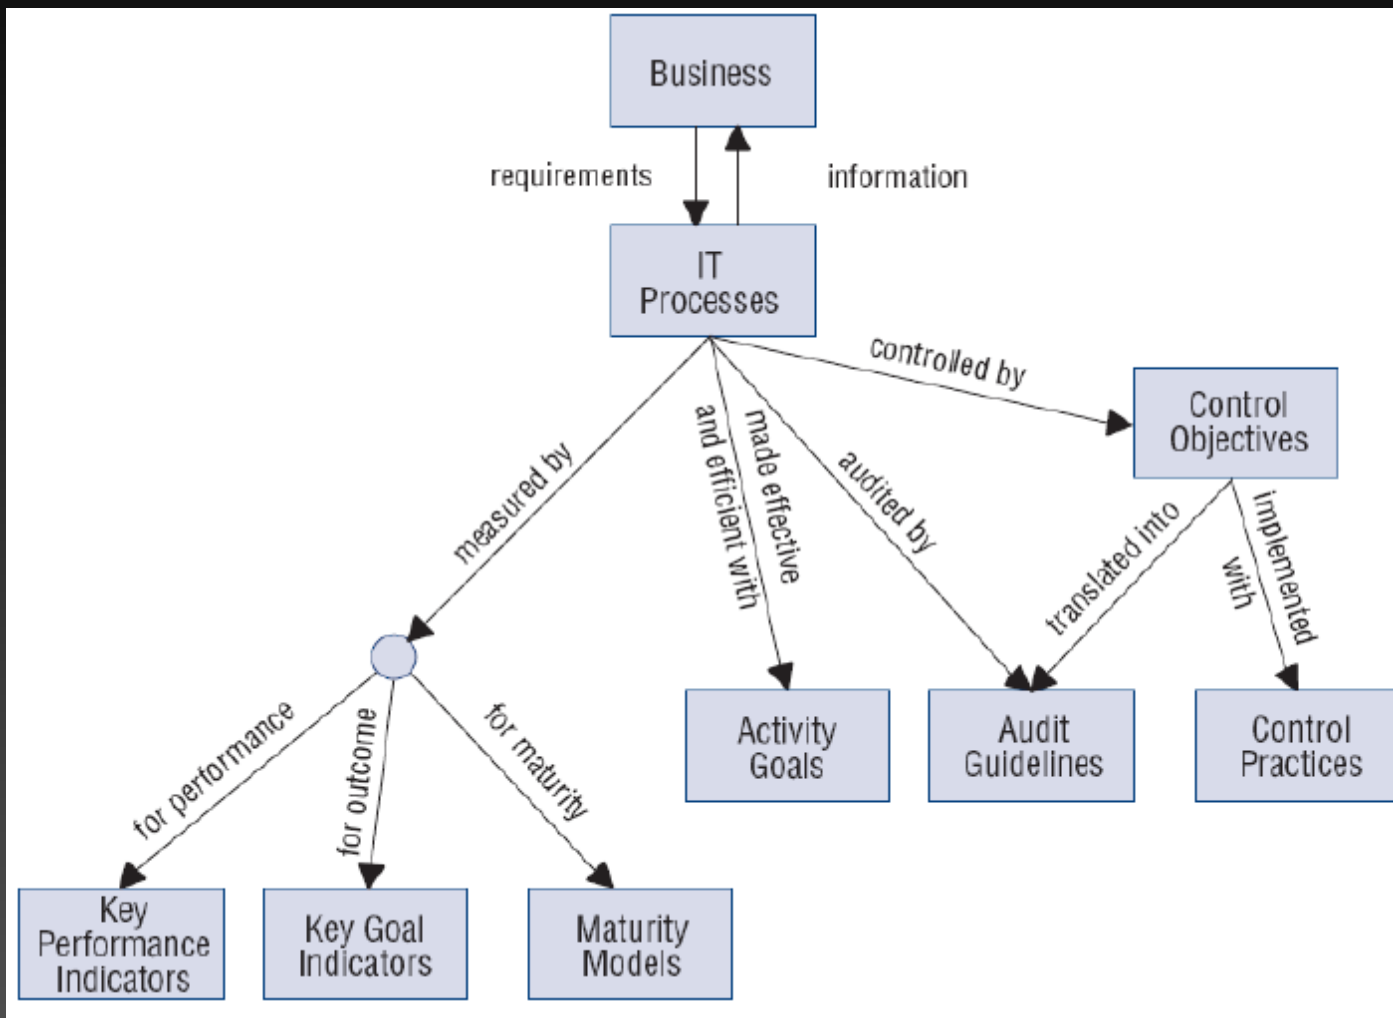 Business
requirements
information
IT
Processes
controlled by
Control
Objectives
measured by
made effective
and efficient with
audited by
translated into
implemented
with
Activity
Goals
Audit
Guidelines
Control
Practices
for performance
for outcome
for maturity
Key
Performance
Indicators
Key Goal
Indicators
Maturity
Models